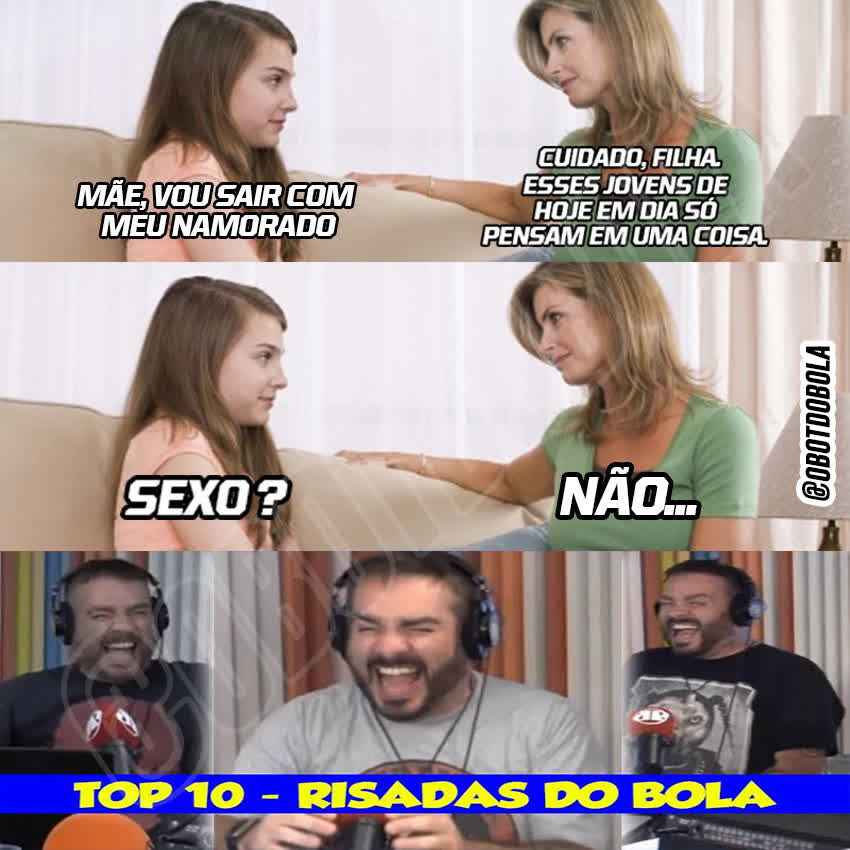 MÃE, VOU SAIR COM
MEU NAMORADO
CUIDADO, FILHA.
ESSES JOVENS DE
HOJE EM DIA SÓ
PENSAM EM UMA COISA.
SEXO ?
NÃO...
@OBOTDOBOLA
TOP 10 - RISADAS DO BOLA